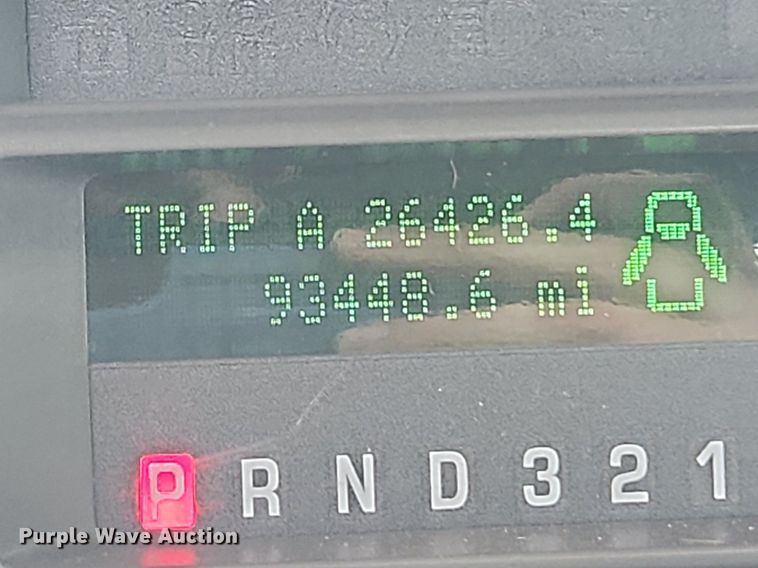 TRIP A 26426.4
93448.6 mi
P R N D 3 2 1
Purple Wave Auction